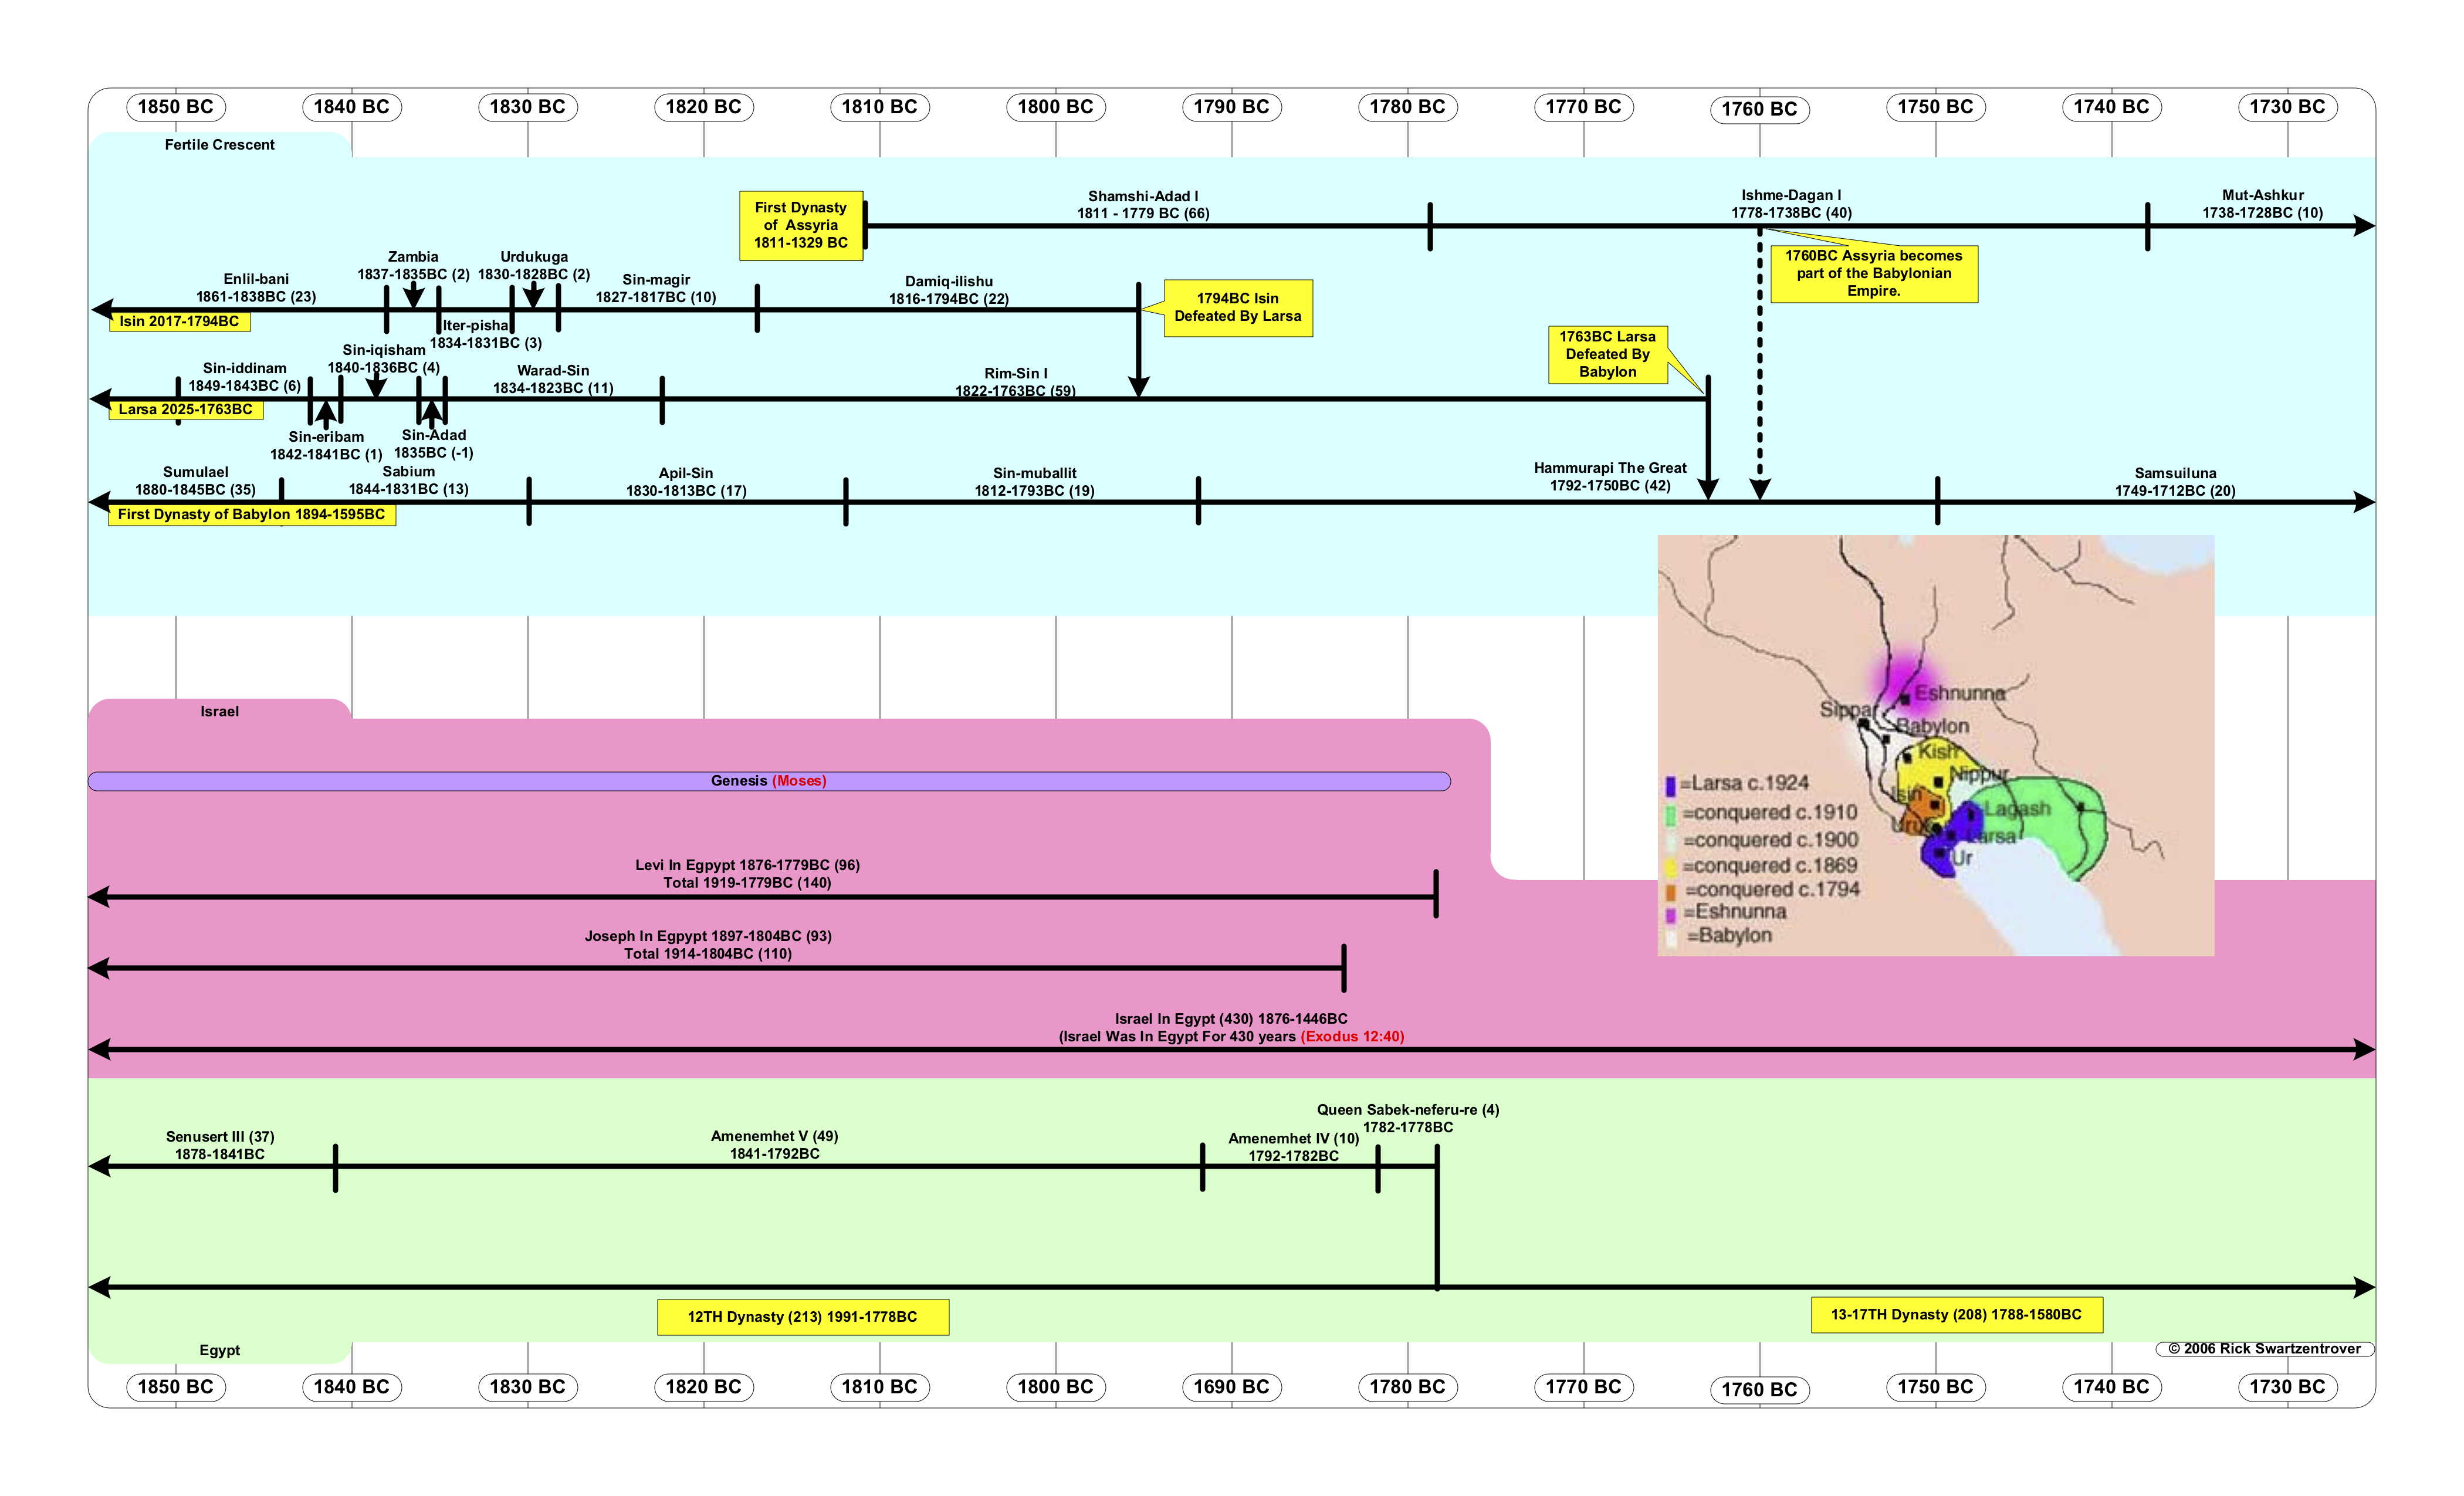 1850 BC
1840 BC
1830 BC
1820 BC
1810 BC
1800 BC
1790 BC
1780 BC
1770 BC
1760 BC
1750 BC
1740 BC
1730 BC
Fertile Crescent
First Dynasty
of Assyria
1811-1329 BC
Shamshi-Adad I
1811 - 1779 BC (66)
Ishme-Dagan I
1778-1738BC (40)
Mut-Ashkur
1738-1728BC (10)
1760BC Assyria becomes
part of the Babylonian
Empire.
Enlil-bani
1861-1838BC (23)
Zambia
1837-1835BC (2)
Urdukuga
1830-1828BC (2)
Sin-magir
1827-1817BC (10)
Damiq-ilishu
1816-1794BC (22)
1794BC Isin
Defeated By Larsa
Isin 2017-1794BC
Iter-pisha
1834-1831BC (3)
1763BC Larsa
Defeated By
Babylon
Sin-iddinam
1849-1843BC (6)
Sin-iqisham
1840-1836BC (4)
Warad-Sin
1834-1823BC (11)
Rim-Sin I
1822-1763BC (59)
Larsa 2025-1763BC
Sin-eribam
1842-1841BC (1)
Sin-Adad
1835BC (-1)
Sumulael
1880-1845BC (35)
Sabium
1844-1831BC (13)
Apil-Sin
1830-1813BC (17)
Sin-muballit
1812-1793BC (19)
Hammurapi The Great
1792-1750BC (42)
Samsuiluna
1749-1712BC (20)
First Dynasty of Babylon 1894-1595BC
Eshnunna
Sippar
Babylon
Kish
Nippur
Isin
Lagash
Uruk
Larsa
Ur
=Larsa c.1924
=conquered c.1910
=conquered c.1900
=conquered c.1869
=conquered c.1794
=Eshnunna
=Babylon
Israel
Genesis (Moses)
Levi In Egpypt 1876-1779BC (96)
Total 1919-1779BC (140)
Joseph In Egpypt 1897-1804BC (93)
Total 1914-1804BC (110)
Israel In Egypt (430) 1876-1446BC
(Israel Was In Egypt For 430 years (Exodus 12:40)
Senusert III (37)
1878-1841BC
Amenemhet V (49)
1841-1792BC
Amenemhet IV (10)
1792-1782BC
Queen Sabek-neferu-re (4)
1782-1778BC
12TH Dynasty (213) 1991-1778BC
13-17TH Dynasty (208) 1788-1580BC
Egypt
© 2006 Rick Swartzentrover
1850 BC
1840 BC
1830 BC
1820 BC
1810 BC
1800 BC
1690 BC
1780 BC
1770 BC
1760 BC
1750 BC
1740 BC
1730 BC